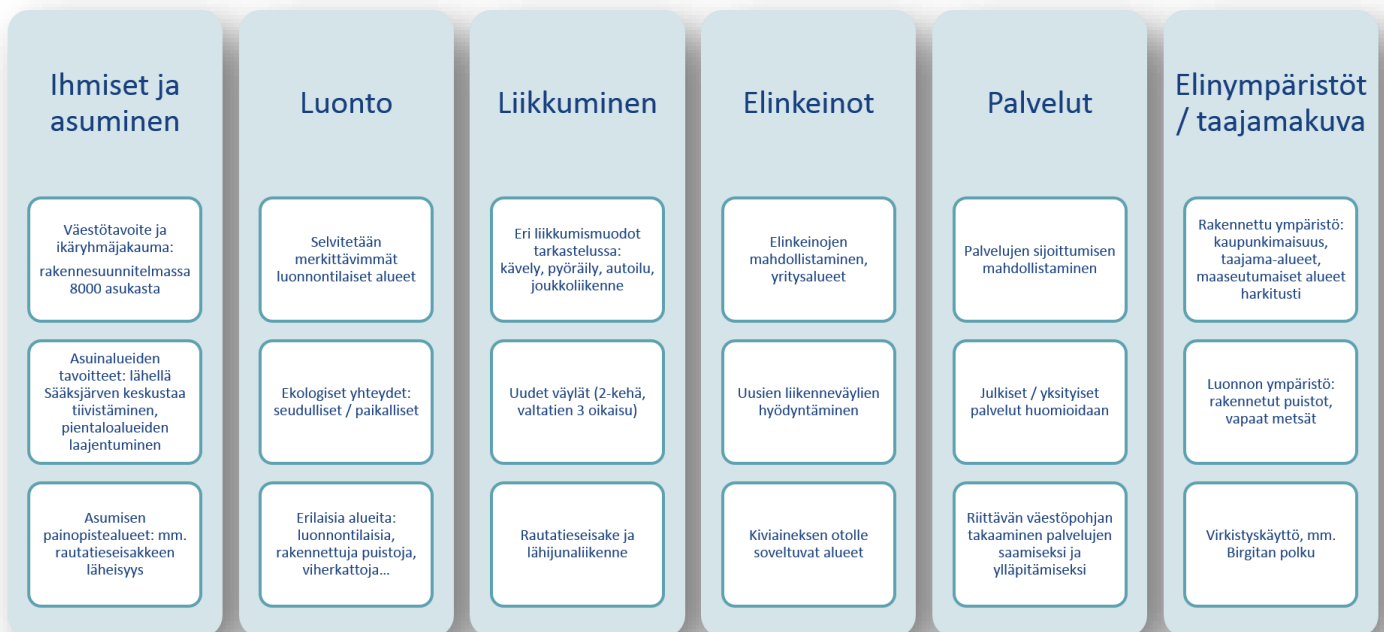 Ihmiset ja
asuminen
Väestötavoite ja
ikäryhmäjakauma:
rakennesuunnitelmassa
8000 asukasta
Asuinalueiden
tavoitteet: lähellä
Sääksjärven keskustaa
tiivistäminen,
pientaloalueiden
laajentuminen
Asumisen
painopistealueet: mm.
rautatieseisakkeen
läheisyys
Luonto
Selvitetään
merkittävimmät
luonnontilaiset alueet
Ekologiset yhteydet:
seudulliset / paikalliset
Erilaisia alueita:
luonnontilaisia,
rakennettuja puistoja,
viherkattoja...
Liikkuminen
Eri liikkumismuodot
tarkastelussa:
kävely, pyöräily, autoilu,
joukkoliikenne
Uudet väylät (2-kehä,
valtatien 3 oikaisu)
Rautatieseisake ja
lähijunaliikenne
Elinkeinot
Elinkeinojen
mahdollistaminen,
yritysalueet
Uusien liikenneväylien
hyödyntäminen
Kiviaineksen otolle
soveltuvat alueet
Palvelut
Palvelujen sijoittumisen
mahdollistaminen
Julkiset / yksityiset
palvelut huomioidaan
Riittävän väestöpohjan
takaaminen palvelujen
saamiseksi ja
ylläpitämiseksi
Elinympäristöt
/ taajamakuva
Rakennettu ympäristö:
kaupunkimaisuus,
taajama-alueet,
maaseutumaiset alueet
harkitusti
Luonnon ympäristö:
rakennetut puistot,
vapaat metsät
Virkistyskäyttö, mm.
Birgitan polku